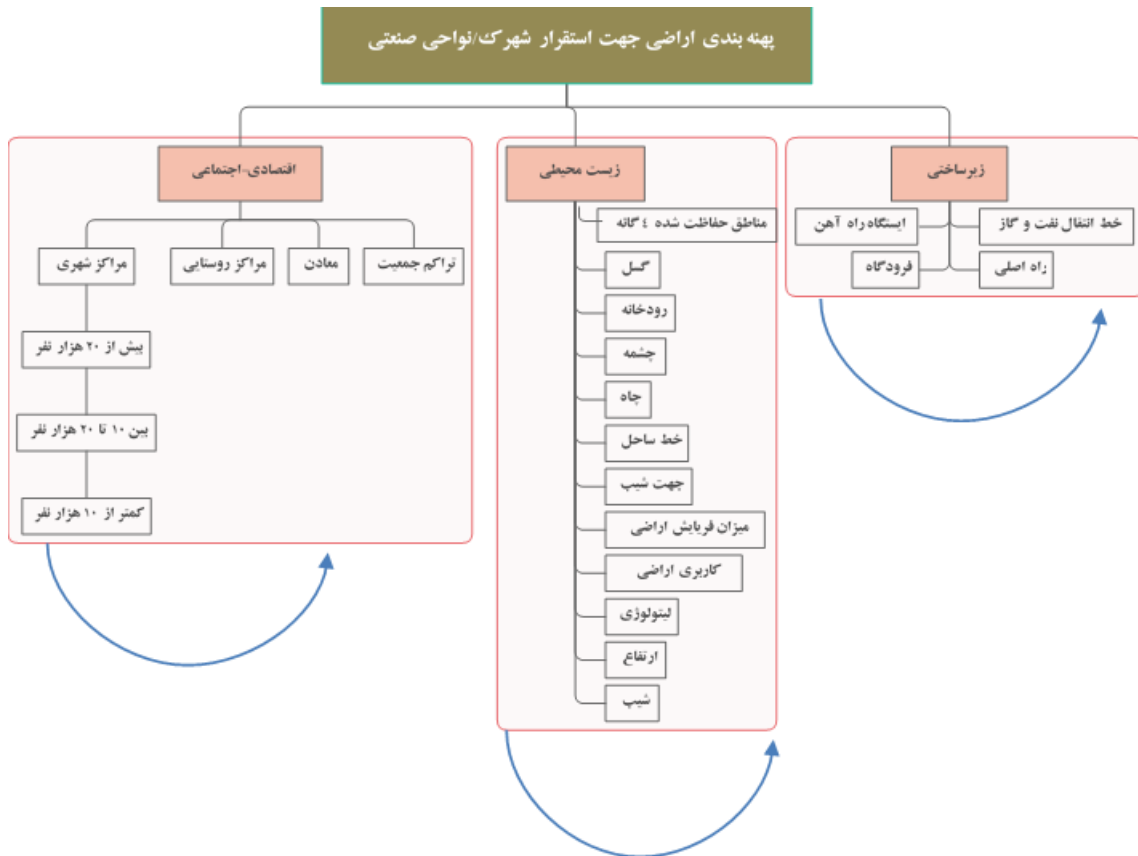 پهنه بندی اراضی جهت استقرار شهرک/نواحی صنعتی
زیرساختی
خط انتقال نفت و گاز
ایستگاه راه آهن
راه اصلی
فرودگاه
زیست محیطی
مناطق حفاظت شده ٤ گانه
گسل
رودخانه
چشمه
چاه
خط ساحل
جهت شیب
میزان فریایش اراضی
کاربری اراضی
لیتولوژی
ارتفاع
شیب
اقتصادی-اجتماعی
تراکم جمعیت
معادن
مراکز روستایی
مراکز شهری
بیش از ۲۰ هزار نفر
بین ۱۰ تا ۲۰ هزار نفر
کمتر از ۱۰ هزار نفر